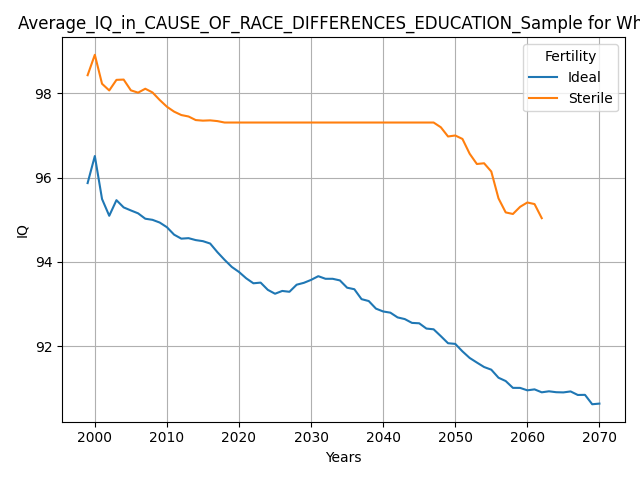 Average_IQ_in_CAUSE_OF_RACE_DIFFERENCES_EDUCATION_Sample for Wh
Fertility
Ideal
Sterile
98
96
94
92
IQ
2000 2010 2020 2030 2040 2050 2060 2070
Years